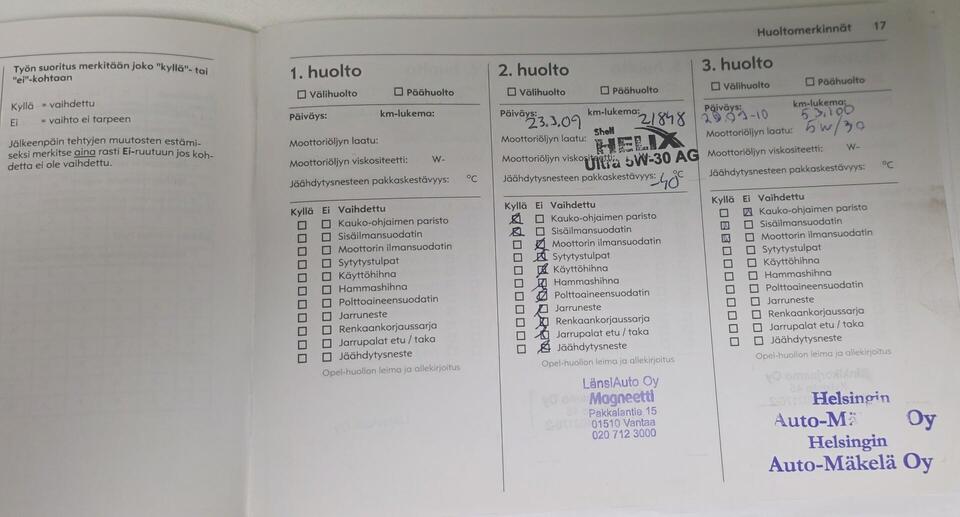 Huoltomerkinnät 17
Työn suoritus merkitään joko "kyllä"- tai
"ei"-kohtaan
Kyllä = vaihdettu
Ei = vaihto ei tarpeen
Jälkeenpäin tehtyjen muutosten estämi-
seksi merkitse aina rasti Ei-ruutuun jos koh-
detta ei ole vaihdettu.
1. huolto
Välihuolto Päähuolto
Päiväys: km-lukema:
Moottoriöljyn laatu:
Moottoriöljyn viskositeetti: W-
Jäähdytysnesteen pakkaskestävyys: °C
Kyllä Ei Vaihdettu
Kauko-ohjaimen paristo
Sisäilmansuodatin
Moottorin ilmansuodatin
Sytytystulpat
Käyttöhihna
Hammashihna
Polttoaineensuodatin
Jarruneste
Renkaankorjaussarja
Jarrupalat etu / taka
Jäähdytysneste
Opel-huollon leima ja allekirjoitus
2. huolto
Välihuolto Päähuolto
Päiväys: km-lukema:
23.3.09 21848
Moottoriöljyn laatu: Shell
HELIX
Moottoriöljyn viskositeetti: Ultra 5W-30 AG
Jäähdytysnesteen pakkaskestävyys: -40 °C
Kyllä Ei Vaihdettu
Kauko-ohjaimen paristo
Sisäilmansuodatin
Moottorin ilmansuodatin
Sytytystulpat
Käyttöhihna
Hammashihna
Polttoaineensuodatin
Jarruneste
Renkaankorjaussarja
Jarrupalat etu / taka
Jäähdytysneste
Opel-huollon leima ja allekirjoitus
LänsiAuto Oy
Magneetti
Pakkalantie 15
01510 Vantaa
020 712 3000
3. huolto
Välihuolto Päähuolto
Päiväys: km-lukema:
53100
Moottoriöljyn laatu: 5W/30
Moottoriöljyn viskositeetti: W-
Jäähdytysnesteen pakkaskestävyys: °C
Kyllä Ei Vaihdettu
Kauko-ohjaimen paristo
Sisäilmansuodatin
Moottorin ilmansuodatin
Sytytystulpat
Käyttöhihna
Hammashihna
Polttoaineensuodatin
Jarruneste
Renkaankorjaussarja
Jarrupalat etu / taka
Jäähdytysneste
Opel-huollon leima ja allekirjoitus
Helsingin
Auto-Mä Oy
Helsingin
Auto-Mäkelä Oy